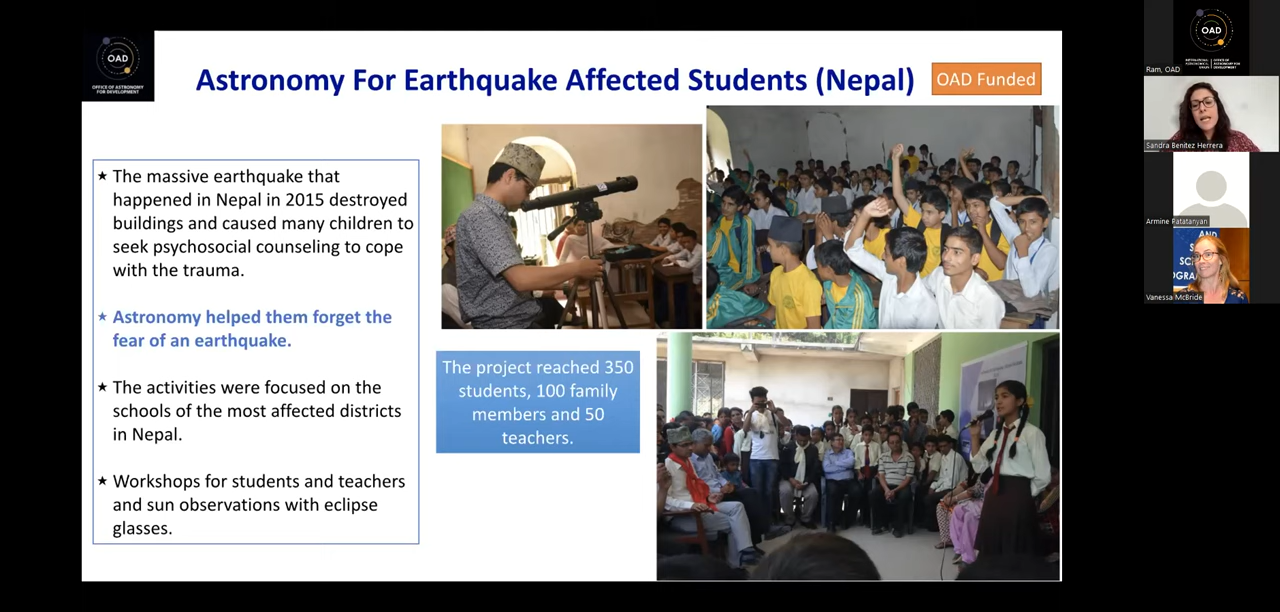 OAD
OFFICE OF ASTRONOMY
FOR DEVELOPMENT
Astronomy For Earthquake Affected Students (Nepal)
OAD Funded
★ The massive earthquake that
happened in Nepal in 2015 destroyed
buildings and caused many children to
seek psychosocial counseling to cope
with the trauma.
★ Astronomy helped them forget the
fear of an earthquake.
★ The activities were focused on the
schools of the most affected districts
in Nepal.
★ Workshops for students and teachers
and sun observations with eclipse
glasses.
The project reached 350
students, 100 family
members and 50
teachers.
OAD
Ram, OAD
Sandra Benitez Herrera
Armine Patatanyan
AND
Vanessa McBride